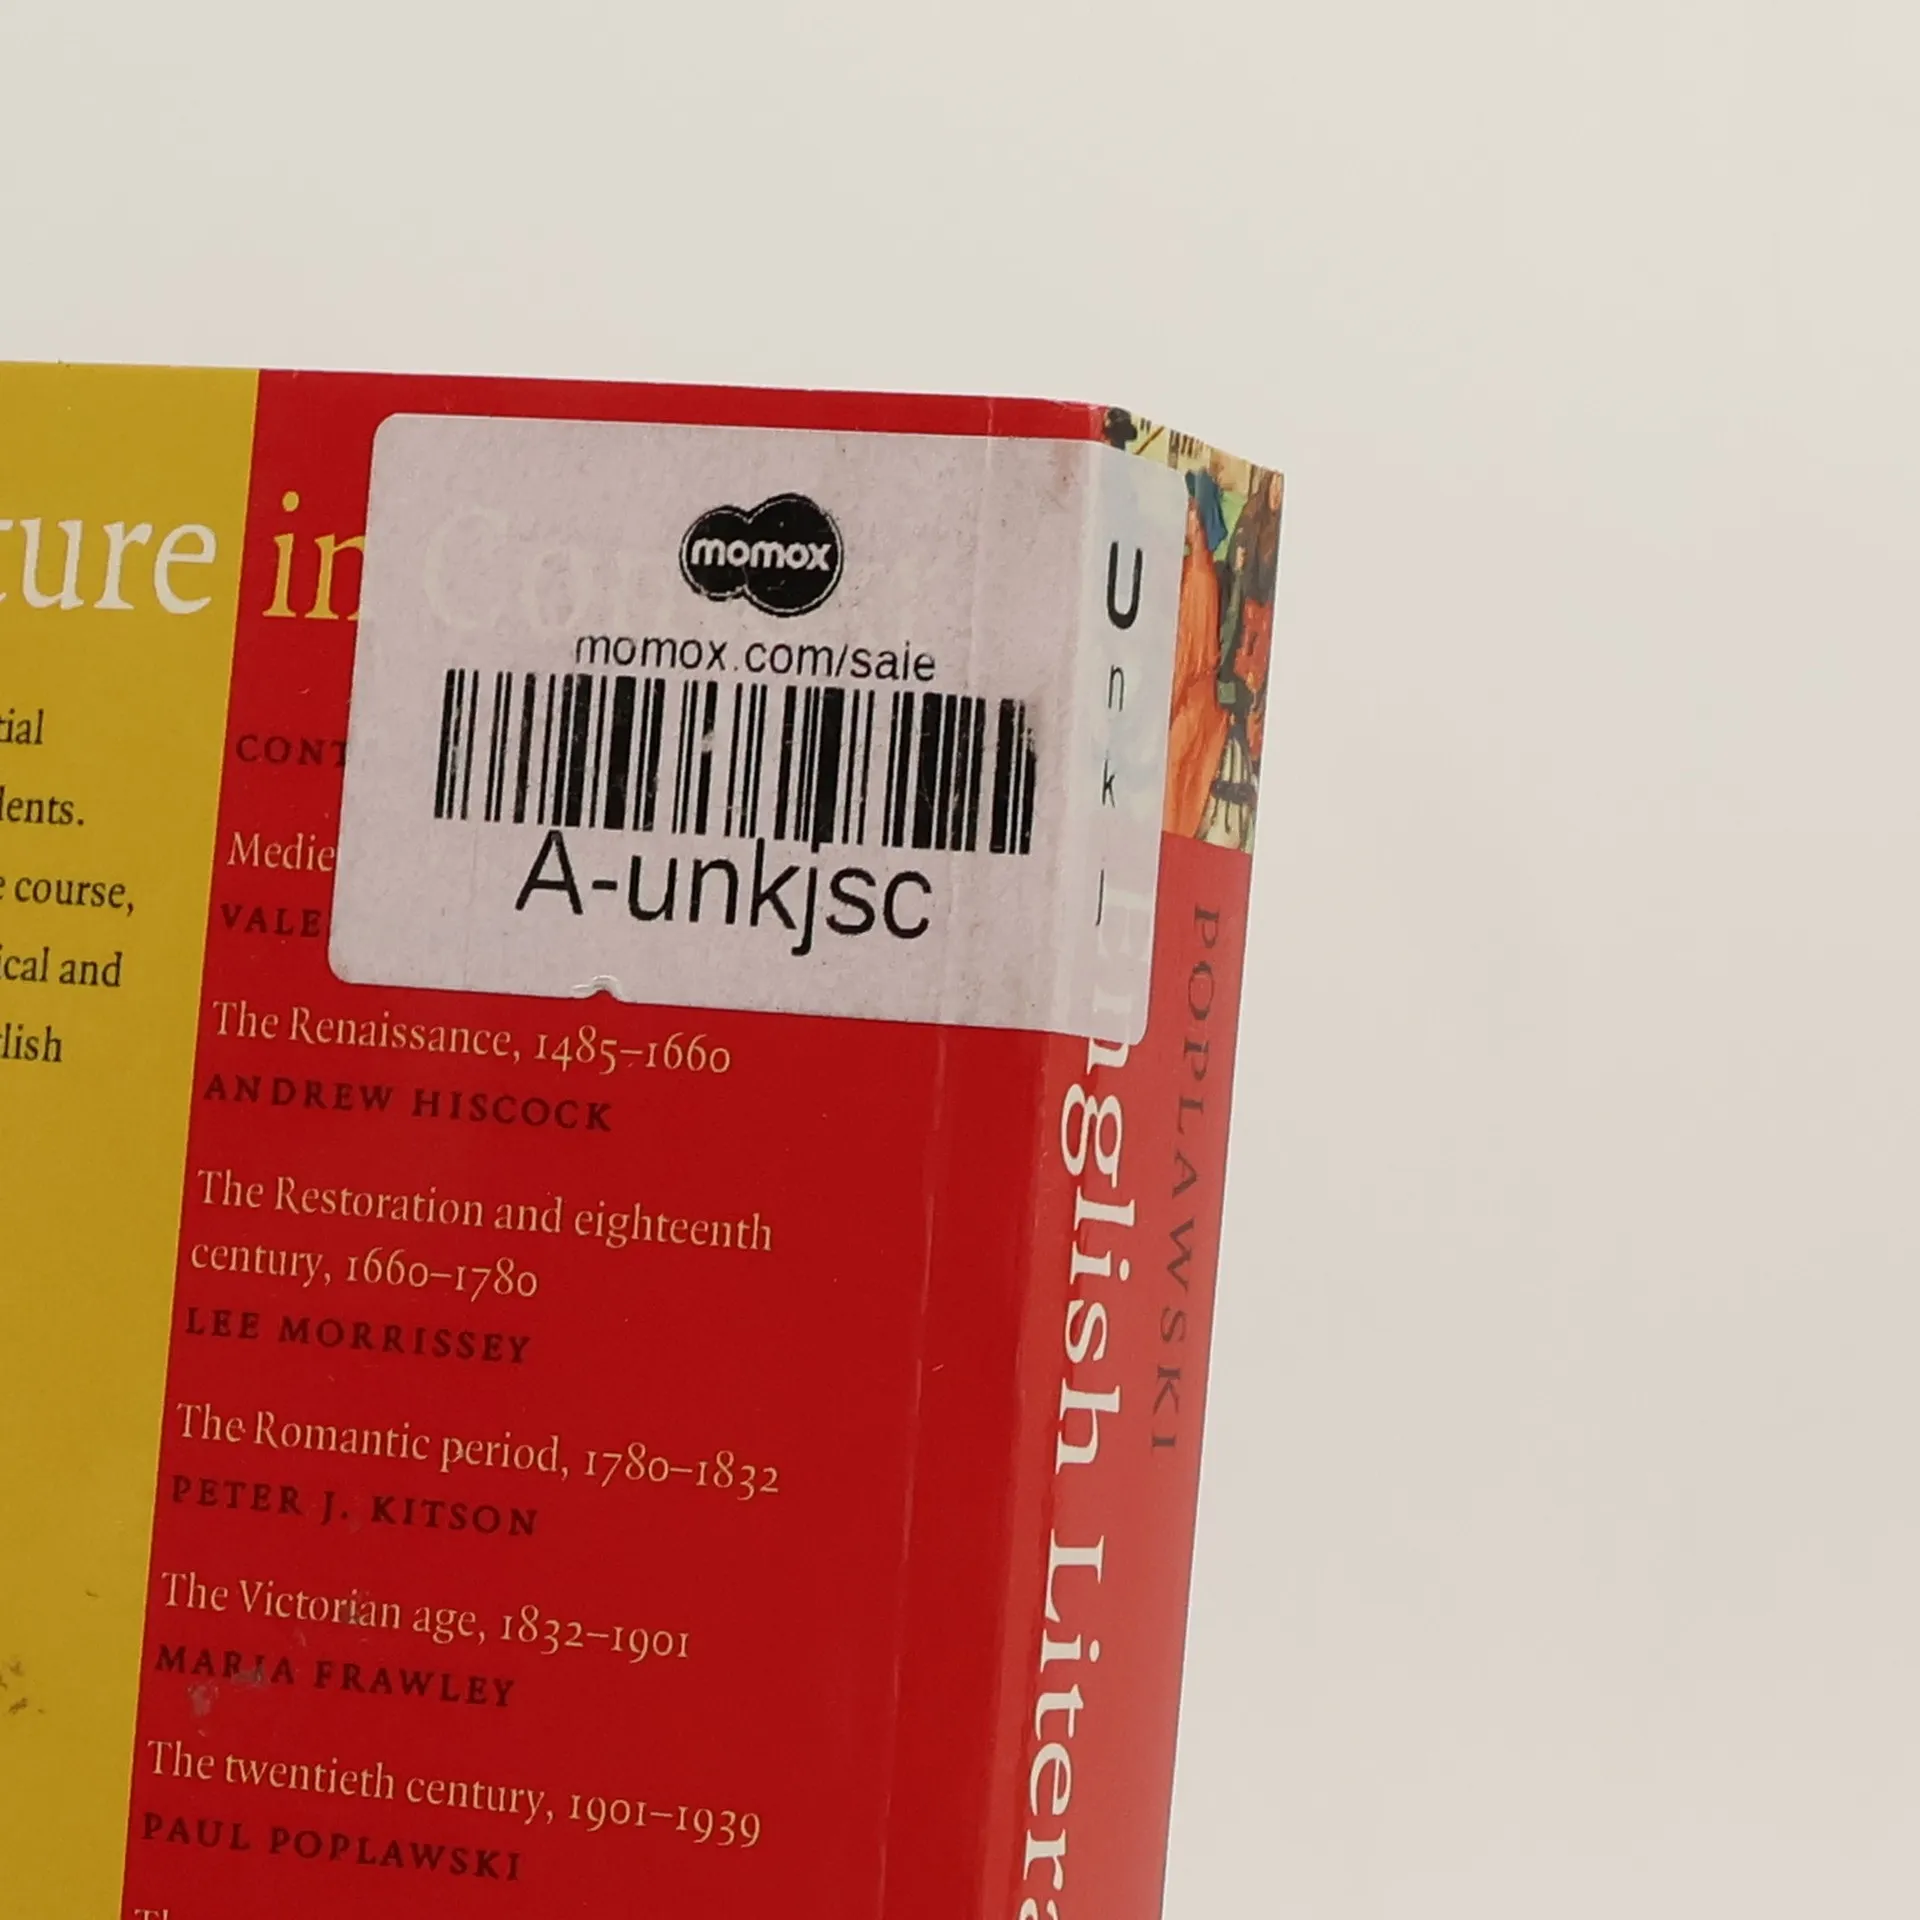 ture in Con
tial
CONT
dents.
Medie
e course,
VALE
ical and
lish
momox
momox.com/sale
A-unkjsc
U
n
k
j
The Renaissance, 1485–1660
ANDREW HISCOCK
The Restoration and eighteenth
century, 1660–1780
LEE MORRISSEY
The Romantic period, 1780–1832
PETER J. KITSON
The Victorian age, 1832–1901
MARIA FRAWLEY
The twentieth century, 1901–1939
PAUL POPLAWSKI
English Litera
POPLAWSKI